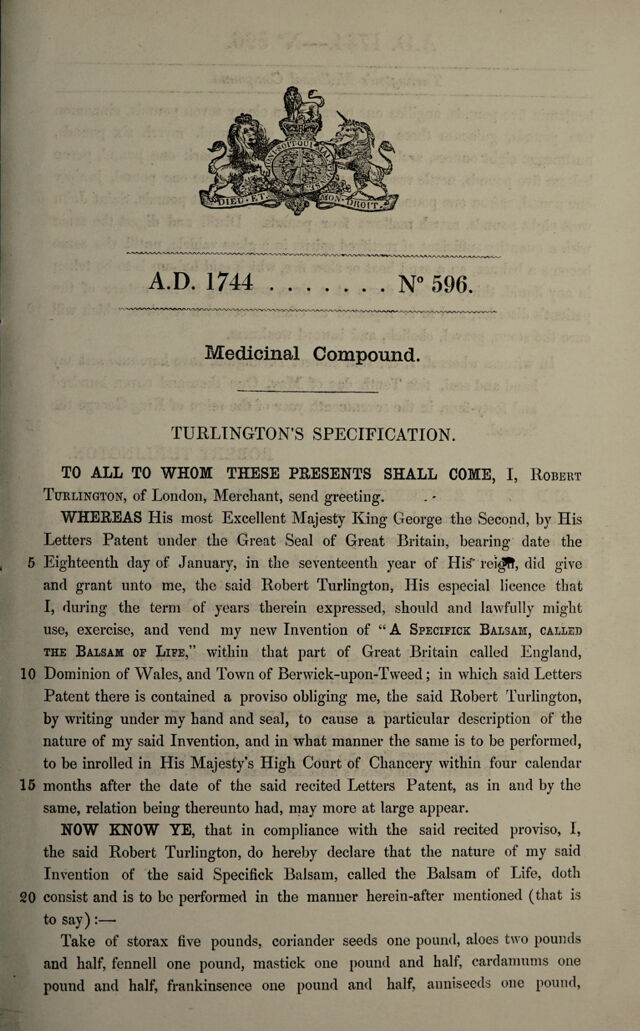 DIEU·ET MON·DROIT.
A.D. 1744 . . . . . . . N° 596.
Medicinal Compound.
TURLINGTON'S SPECIFICATION.
TO ALL TO WHOM THESE PRESENTS SHALL COME, I, ROBERT
TURLINGTON, of London, Merchant, send greeting.
WHEREAS His most Excellent Majesty King George the Second, by His
Letters Patent under the Great Seal of Great Britain, bearing date the
5 Eighteenth day of January, in the seventeenth year of His reign, did give
and grant unto me, the said Robert Turlington, His especial licence that
I, during the term of years therein expressed, should and lawfully might
use, exercise, and vend my new Invention of "A SPECIFICK BALSAM, CALLED
THE BALSAM OF LIFE," within that part of Great Britain called England,
10 Dominion of Wales, and Town of Berwick-upon-Tweed; in which said Letters
Patent there is contained a proviso obliging me, the said Robert Turlington,
by writing under my hand and seal, to cause a particular description of the
nature of my said Invention, and in what manner the same is to be performed,
to be inrolled in His Majesty's High Court of Chancery within four calendar
15 months after the date of the said recited Letters Patent, as in and by the
same, relation being thereunto had, may more at large appear.
NOW KNOW YE, that in compliance with the said recited proviso, I,
the said Robert Turlington, do hereby declare that the nature of my said
Invention of the said Specifick Balsam, called the Balsam of Life, doth
20 consist and is to be performed in the manner herein-after mentioned (that is
to say):—
Take of storax five pounds, coriander seeds one pound, aloes two pounds
and half, fennell one pound, mastick one pound and half, cardamums one
pound and half, frankinsence one pound and half, anniseeds one pound,